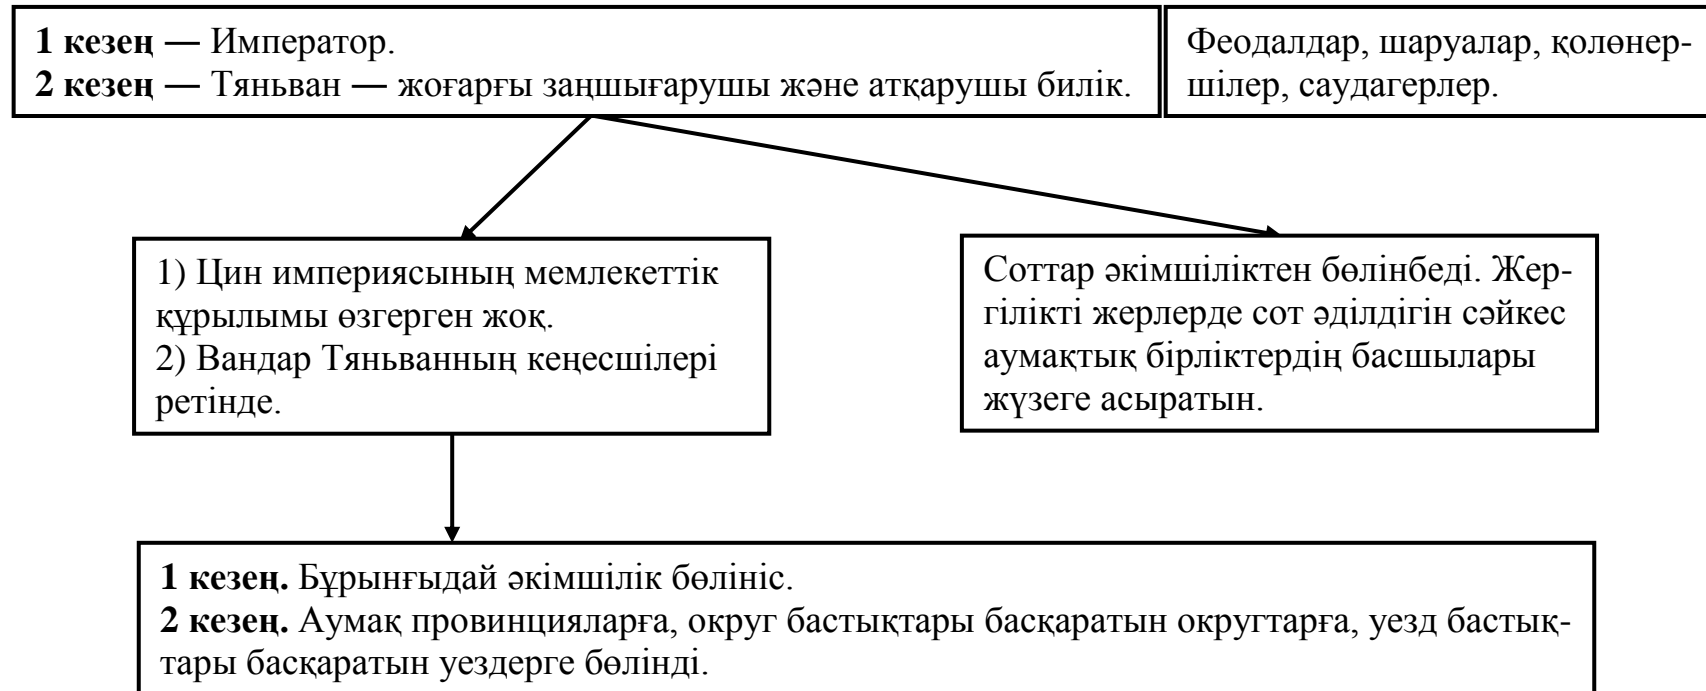 1 кезең — Император.
2 кезең — Тяньван — жоғарғы заңшығарушы және атқарушы билік.
Феодалдар, шаруалар, қолөнер-
шілер, саудагерлер.
1) Цин империясының мемлекеттік
құрылымы өзгерген жоқ.
2) Вандар Тяньванның кеңесшілері
ретінде.
Соттар әкімшіліктен бөлінбеді. Жер-
гілікті жерлерде сот әділдігін сәйкес
аумақтық бірліктердің басшылары
жүзеге асыратын.
1 кезең. Бұрынғыдай әкімшілік бөлініс.
2 кезең. Аумақ провинцияларға, округ бастықтары басқаратын округтарға, уезд бастық-
тары басқаратын уездерге бөлінді.